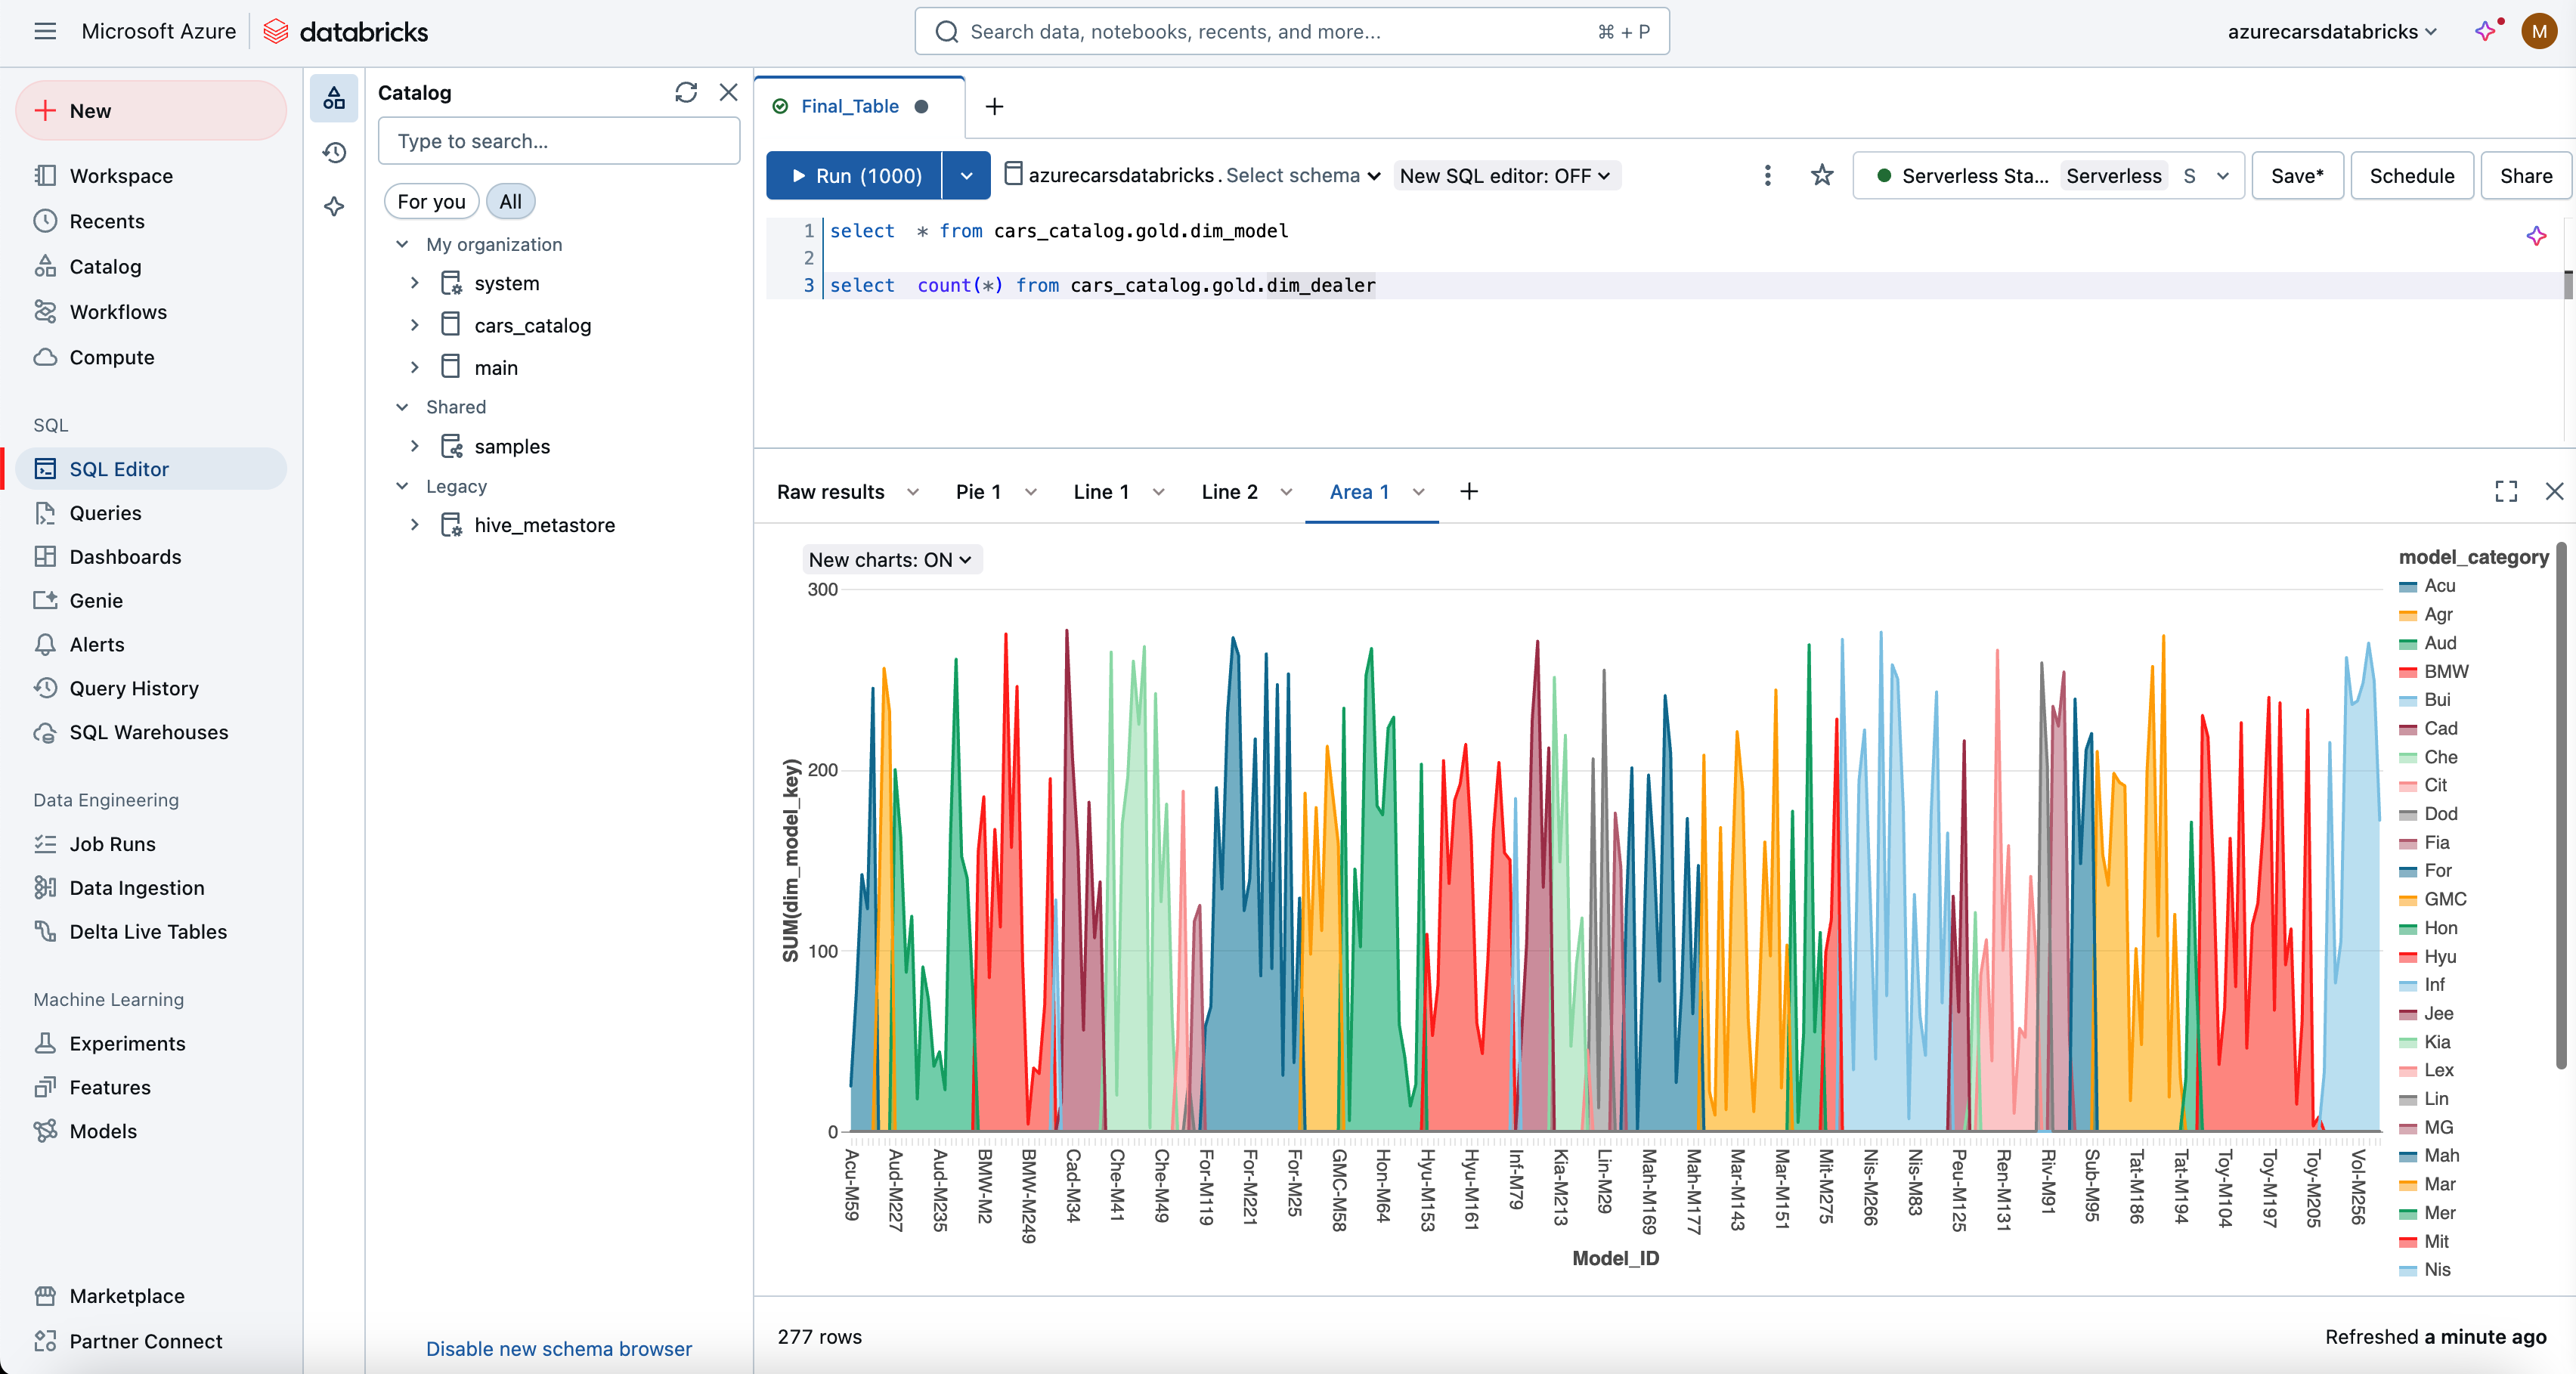 Microsoft Azure databricks
Search data, notebooks, recents, and more... ⌘ + P
azurecarsdatabricks
M
New
Workspace
Recents
Catalog
Workflows
Compute
SQL
SQL Editor
Queries
Dashboards
Genie
Alerts
Query History
SQL Warehouses
Data Engineering
Job Runs
Data Ingestion
Delta Live Tables
Machine Learning
Experiments
Features
Models
Marketplace
Partner Connect
Catalog
Type to search...
For you All
My organization
system
cars_catalog
main
Shared
samples
Legacy
hive_metastore
Disable new schema browser
Final_Table
Run (1000) azurecarsdatabricks . Select schema New SQL editor: OFF
Serverless Sta... Serverless S Save* Schedule Share
1 select * from cars_catalog.gold.dim_model
2
3 select count(*) from cars_catalog.gold.dim_dealer
Raw results Pie 1 Line 1 Line 2 Area 1
New charts: ON
300
200
100
0
SUM(dim_model_key)
Acu-M59
Aud-M227
Aud-M235
BMW-M2
BMW-M249
Cad-M34
Che-M41
Che-M49
For-M119
For-M221
For-M25
GMC-M58
Hon-M64
Hyu-M153
Hyu-M161
Inf-M79
Kia-M213
Lin-M29
Mah-M169
Mah-M177
Mar-M143
Mar-M151
Mit-M275
Nis-M266
Nis-M83
Peu-M125
Ren-M131
Riv-M91
Sub-M95
Tat-M186
Tat-M194
Toy-M104
Toy-M197
Toy-M205
Vol-M256
Model_ID
model_category
Acu
Agr
Aud
BMW
Bui
Cad
Che
Cit
Dod
Fia
For
GMC
Hon
Hyu
Inf
Jee
Kia
Lex
Lin
MG
Mah
Mar
Mer
Mit
Nis
277 rows
Refreshed a minute ago